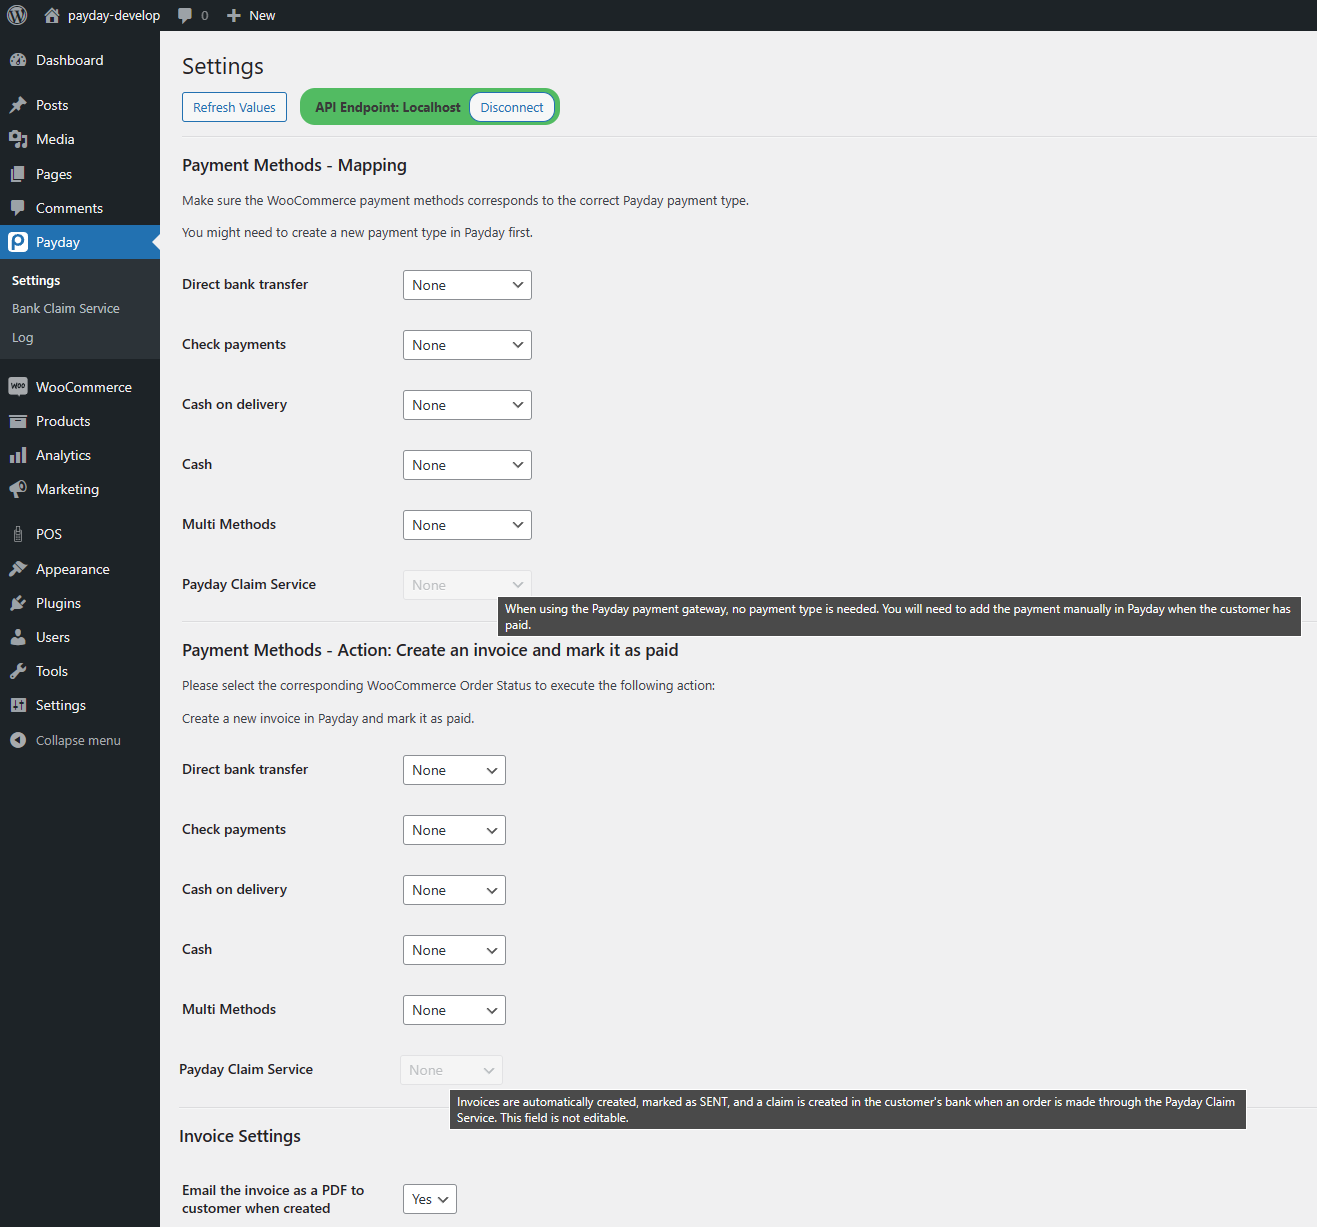 payday-develop 0 New
Dashboard
Posts
Media
Pages
Comments
Payday
Settings
Bank Claim Service
Log
WooCommerce
Products
Analytics
Marketing
POS
Appearance
Plugins
Users
Tools
Settings
Collapse menu
Settings
Refresh Values API Endpoint: Localhost Disconnect
Payment Methods - Mapping
Make sure the WooCommerce payment methods corresponds to the correct Payday payment type.
You might need to create a new payment type in Payday first.
Direct bank transfer None
Check payments None
Cash on delivery None
Cash None
Multi Methods None
Payday Claim Service None
When using the Payday payment gateway, no payment type is needed. You will need to add the payment manually in Payday when the customer has
paid.
Payment Methods - Action: Create an invoice and mark it as paid
Please select the corresponding WooCommerce Order Status to execute the following action:
Create a new invoice in Payday and mark it as paid.
Direct bank transfer None
Check payments None
Cash on delivery None
Cash None
Multi Methods None
Payday Claim Service None
Invoices are automatically created, marked as SENT, and a claim is created in the customer's bank when an order is made through the Payday Claim
Service. This field is not editable.
Invoice Settings
Email the invoice as a PDF to
customer when created Yes